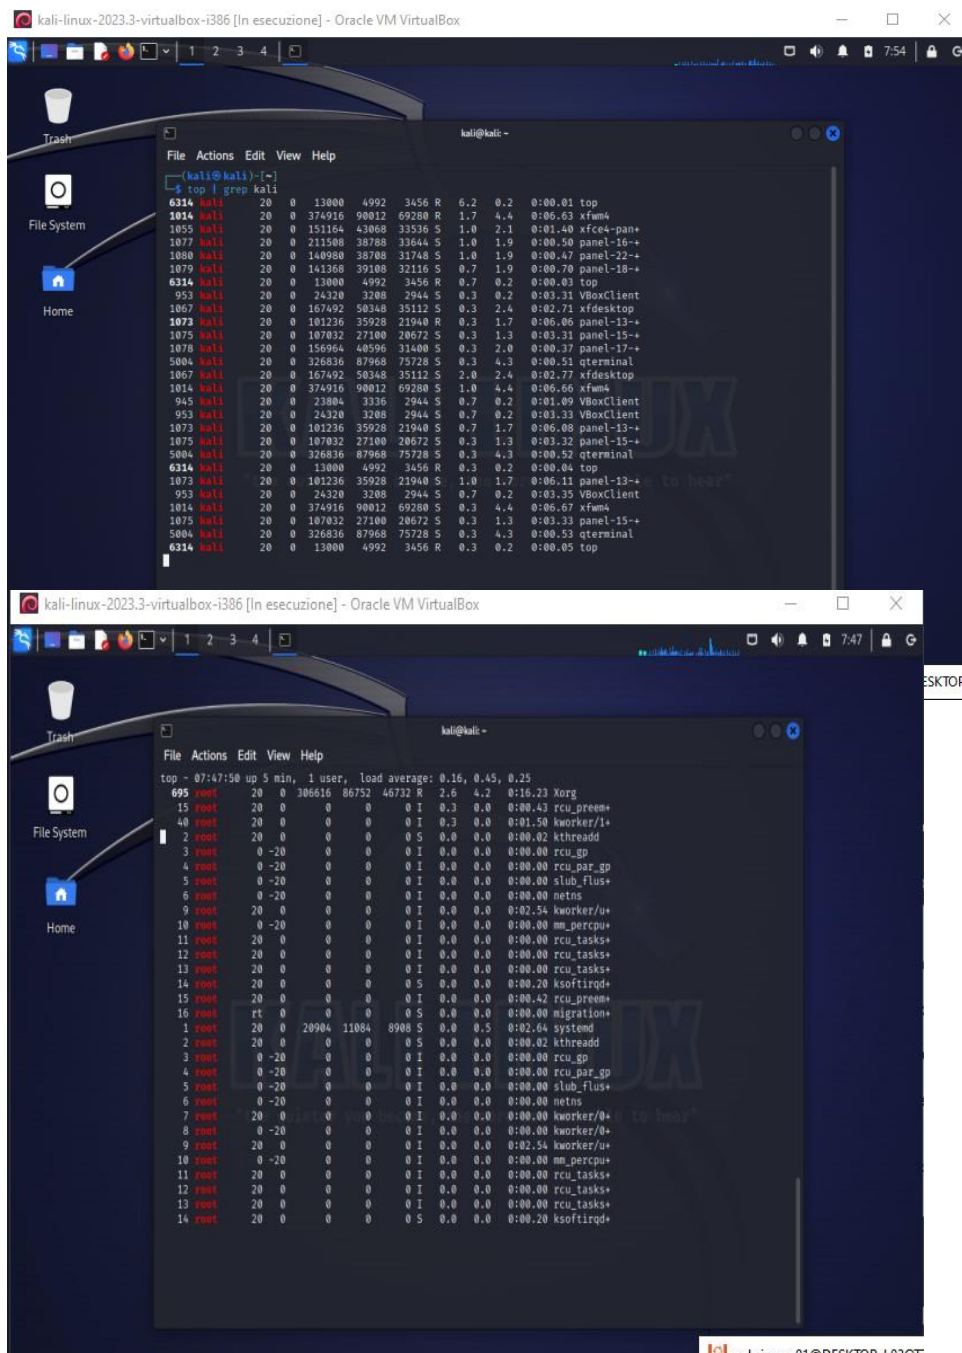 kali-linux-2023.3-virtualbox-i386 [In esecuzione] - Oracle VM VirtualBox
1 2 3 4 7:54
Trash
File System
Home
kali@kali: ~
File Actions Edit View Help
(kali㉿kali)-[~]
$ top | grep kali
6314 kali 20 0 13000 4992 3456 R 6.2 0.2 0:00.01 top
1014 kali 20 0 374916 90012 69280 S 1.7 4.4 0:06.63 xfwm4
1055 kali 20 0 151164 43068 33536 S 1.0 2.1 0:01.40 xfce4-pan+
1077 kali 20 0 211508 38788 33644 S 1.0 1.9 0:00.50 panel-16-+
1080 kali 20 0 140980 38708 31748 S 1.0 1.9 0:00.47 panel-22-+
1079 kali 20 0 141368 39108 32116 S 0.7 1.9 0:00.70 panel-18-+
6314 kali 20 0 13000 4992 3456 R 0.7 0.2 0:00.03 top
953 kali 20 0 24320 3208 2944 S 0.3 0.2 0:03.31 VBoxClient
1067 kali 20 0 167492 50348 35112 S 0.3 2.4 0:02.71 xfdesktop
1073 kali 20 0 101236 35928 21940 R 0.3 1.7 0:06.06 panel-13-+
1075 kali 20 0 107032 27100 20672 S 0.3 1.3 0:03.31 panel-15-+
1078 kali 20 0 156964 40596 31400 S 0.3 2.0 0:00.37 panel-17-+
5004 kali 20 0 326836 87968 75728 S 0.3 4.3 0:00.51 qterminal
1067 kali 20 0 167492 50348 35112 S 2.0 2.4 0:02.77 xfdesktop
1014 kali 20 0 374916 90012 69280 S 1.0 4.4 0:06.66 xfwm4
945 kali 20 0 23804 3336 2944 S 0.7 0.2 0:01.09 VBoxClient
953 kali 20 0 24320 3208 2944 S 0.7 0.2 0:03.33 VBoxClient
1073 kali 20 0 101236 35928 21940 S 0.7 1.7 0:06.08 panel-13-+
1075 kali 20 0 107032 27100 20672 S 0.3 1.3 0:03.32 panel-15-+
5004 kali 20 0 326836 87968 75728 S 0.3 4.3 0:00.52 qterminal
6314 kali 20 0 13000 4992 3456 R 0.3 0.2 0:00.04 top
1073 kali 20 0 101236 35928 21940 S 1.0 1.7 0:06.11 panel-13-+
953 kali 20 0 24320 3208 2944 S 0.7 0.2 0:03.35 VBoxClient
1014 kali 20 0 374916 90012 69280 S 0.3 4.4 0:06.67 xfwm4
1075 kali 20 0 107032 27100 20672 S 0.3 1.3 0:03.33 panel-15-+
5004 kali 20 0 326836 87968 75728 S 0.3 4.3 0:00.53 qterminal
6314 kali 20 0 13000 4992 3456 R 0.3 0.2 0:00.05 top
KALI LINUX
kali-linux-2023.3-virtualbox-i386 [In esecuzione] - Oracle VM VirtualBox
1 2 3 4 7:47
ESKTOP
Trash
File System
Home
kali@kali: ~
File Actions Edit View Help
top - 07:47:50 up 5 min, 1 user, load average: 0.16, 0.45, 0.25
695 root 20 0 306616 86752 46732 R 2.6 4.2 0:16.23 Xorg
15 root 20 0 0 0 0 I 0.3 0.0 0:00.43 rcu_preem+
40 root 20 0 0 0 0 I 0.3 0.0 0:01.50 kworker/1+
2 root 20 0 0 0 0 S 0.0 0.0 0:00.02 kthreadd
3 root 0 -20 0 0 0 I 0.0 0.0 0:00.00 rcu_gp
4 root 0 -20 0 0 0 I 0.0 0.0 0:00.00 rcu_par_gp
5 root 0 -20 0 0 0 I 0.0 0.0 0:00.00 slub_flus+
6 root 0 -20 0 0 0 I 0.0 0.0 0:00.00 netns
9 root 20 0 0 0 0 I 0.0 0.0 0:02.54 kworker/u+
10 root 0 -20 0 0 0 I 0.0 0.0 0:00.00 mm_percpu+
11 root 20 0 0 0 0 I 0.0 0.0 0:00.00 rcu_tasks+
12 root 20 0 0 0 0 I 0.0 0.0 0:00.00 rcu_tasks+
13 root 20 0 0 0 0 I 0.0 0.0 0:00.00 rcu_tasks+
14 root 20 0 0 0 0 S 0.0 0.0 0:00.20 ksoftirqd+
15 root 20 0 0 0 0 I 0.0 0.0 0:00.42 rcu_preem+
16 root rt 0 0 0 0 S 0.0 0.0 0:00.00 migration+
1 root 20 0 20904 11084 8908 S 0.0 0.5 0:02.64 systemd
2 root 20 0 0 0 0 S 0.0 0.0 0:00.02 kthreadd
3 root 0 -20 0 0 0 I 0.0 0.0 0:00.00 rcu_gp
4 root 0 -20 0 0 0 I 0.0 0.0 0:00.00 rcu_par_gp
5 root 0 -20 0 0 0 I 0.0 0.0 0:00.00 slub_flus+
6 root 0 -20 0 0 0 I 0.0 0.0 0:00.00 netns
7 root 20 0 0 0 0 I 0.0 0.0 0:00.00 kworker/0+
8 root 0 -20 0 0 0 I 0.0 0.0 0:00.00 kworker/0+
9 root 20 0 0 0 0 I 0.0 0.0 0:02.54 kworker/u+
10 root 0 -20 0 0 0 I 0.0 0.0 0:00.00 mm_percpu+
11 root 20 0 0 0 0 I 0.0 0.0 0:00.00 rcu_tasks+
12 root 20 0 0 0 0 I 0.0 0.0 0:00.00 rcu_tasks+
13 root 20 0 0 0 0 I 0.0 0.0 0:00.00 rcu_tasks+
14 root 20 0 0 0 0 S 0.0 0.0 0:00.20 ksoftirqd+
KALI LINUX